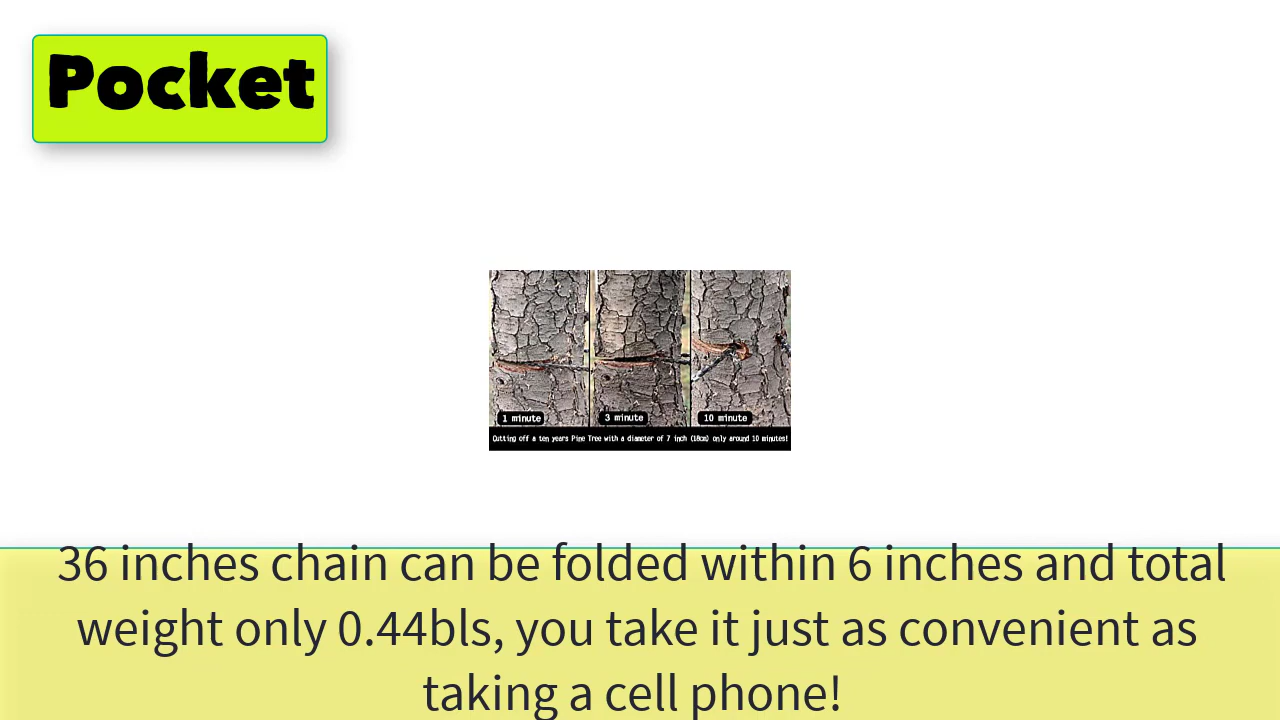 Pocket
1 minute 3 minute 10 minute
Cutting off a ten years Pine Tree with a diameter of 7 inch (18cm) only around 10 minutes!
36 inches chain can be folded within 6 inches and total
weight only 0.44bls, you take it just as convenient as
taking a cell phone!